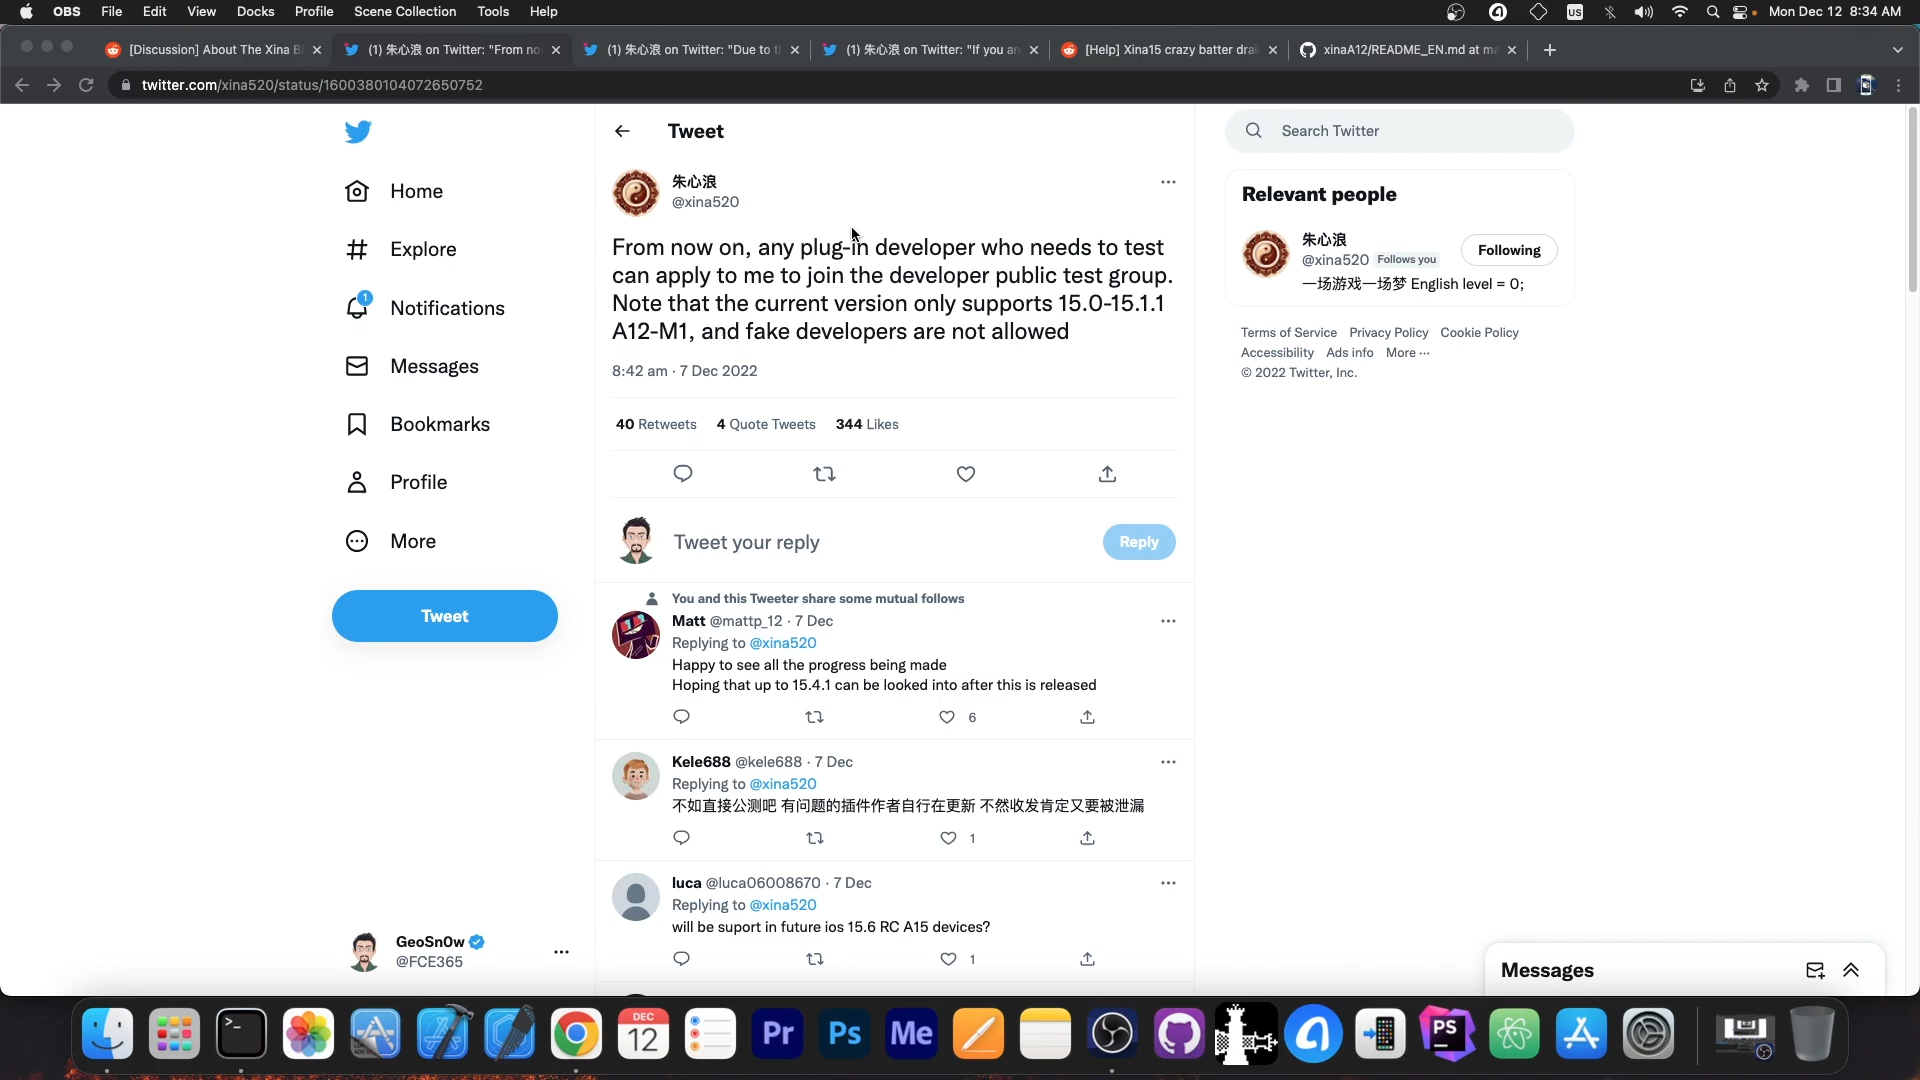 OBS File Edit View Docks Profile Scene Collection Tools Help
US Mon Dec 12 8:34 AM
[Discussion] About The Xina B
(1) 朱心浪 on Twitter: "From no
(1) 朱心浪 on Twitter: "Due to t
(1) 朱心浪 on Twitter: "If you ar
[Help] Xina15 crazy batter drai
xinaA12/README_EN.md at ma
twitter.com/xina520/status/1600380104072650752
Tweet
Search Twitter
朱心浪
@xina520
Home
Explore
1
Notifications
Messages
Bookmarks
Profile
More
Tweet
From now on, any plug-in developer who needs to test
can apply to me to join the developer public test group.
Note that the current version only supports 15.0-15.1.1
A12-M1, and fake developers are not allowed
8:42 am · 7 Dec 2022
40 Retweets 4 Quote Tweets 344 Likes
Tweet your reply
Reply
You and this Tweeter share some mutual follows
Matt @mattp_12 · 7 Dec
Replying to @xina520
Happy to see all the progress being made
Hoping that up to 15.4.1 can be looked into after this is released
6
Kele688 @kele688 · 7 Dec
Replying to @xina520
不如直接公测吧 有问题的插件作者自行在更新 不然收发肯定又要被泄漏
1
luca @luca06008670 · 7 Dec
Replying to @xina520
will be suport in future ios 15.6 RC A15 devices?
1
Relevant people
朱心浪
@xina520 Follows you
Following
一场游戏一场梦 English level = 0;
Terms of Service Privacy Policy Cookie Policy
Accessibility Ads info More ···
© 2022 Twitter, Inc.
GeoSn0w
@FCE365
Messages
DEC
12
Pr
Ps
Me
PS